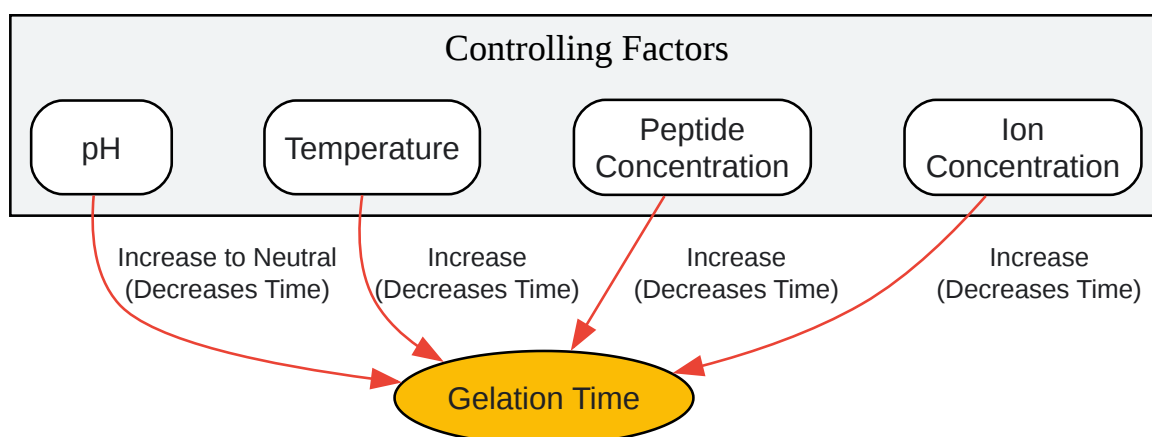 Controlling Factors
pH
Temperature
Peptide
Concentration
Ion
Concentration
Increase to Neutral
(Decreases Time)
Increase
(Decreases Time)
Increase
(Decreases Time)
Increase
(Decreases Time)
Gelation Time